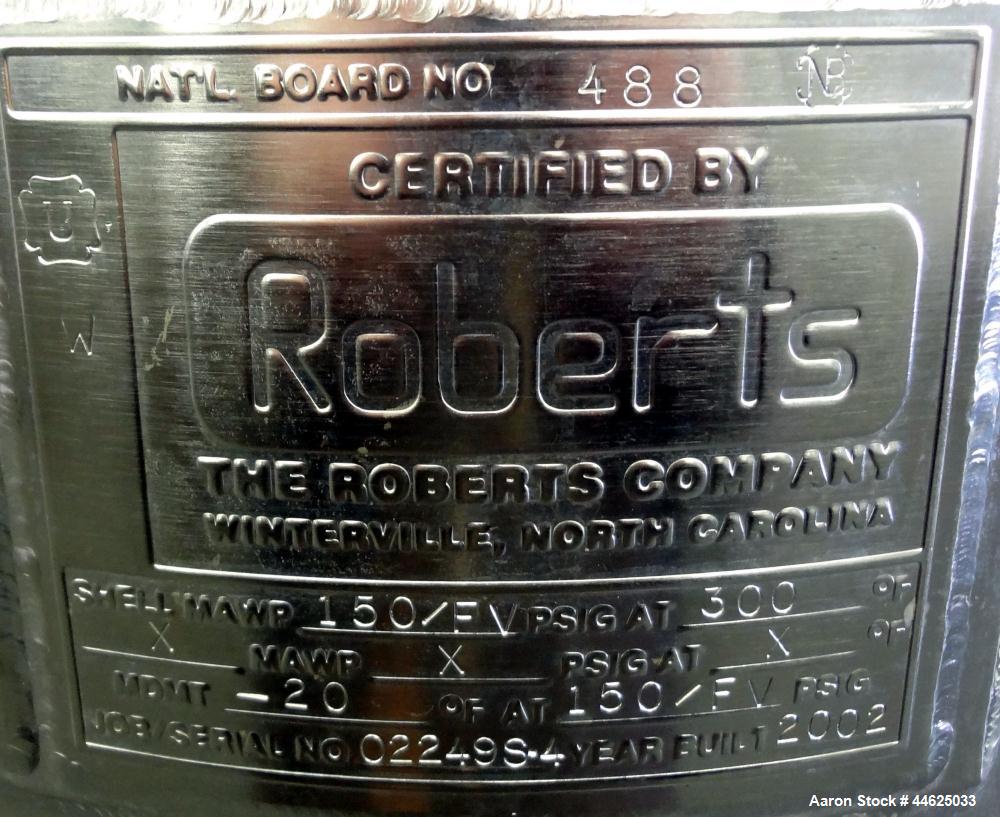 NAT'L. BOARD NO 488 NB
U
CERTIFIED BY
W
Roberts
THE ROBERTS COMPANY
WINTERVILLE, NORTH CAROLINA
SHELL MAWP 150/FV PSIG AT 300 °F
X MAWP X PSIG AT X °F
MDMT -20 °F AT 150/FV PSIG
JOB/SERIAL NO. 02249S-4 YEAR BUILT 2002
Aaron Stock # 44625033